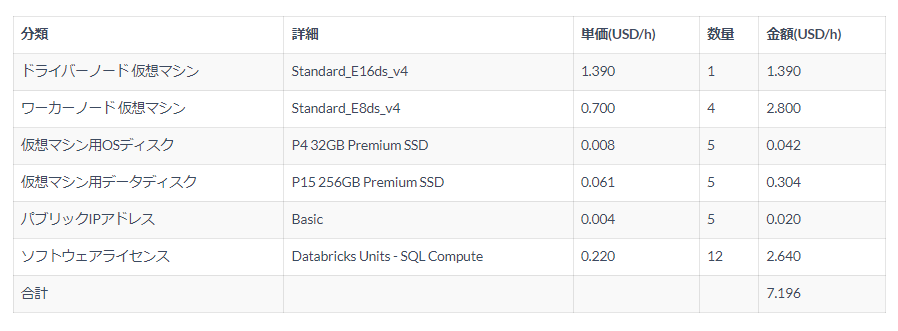 分類 詳細 単価(USD/h) 数量 金額(USD/h)
ドライバーノード 仮想マシン Standard_E16ds_v4 1.390 1 1.390
ワーカーノード 仮想マシン Standard_E8ds_v4 0.700 4 2.800
仮想マシン用OSディスク P4 32GB Premium SSD 0.008 5 0.042
仮想マシン用データディスク P15 256GB Premium SSD 0.061 5 0.304
パブリックIPアドレス Basic 0.004 5 0.020
ソフトウェアライセンス Databricks Units - SQL Compute 0.220 12 2.640
合計 7.196